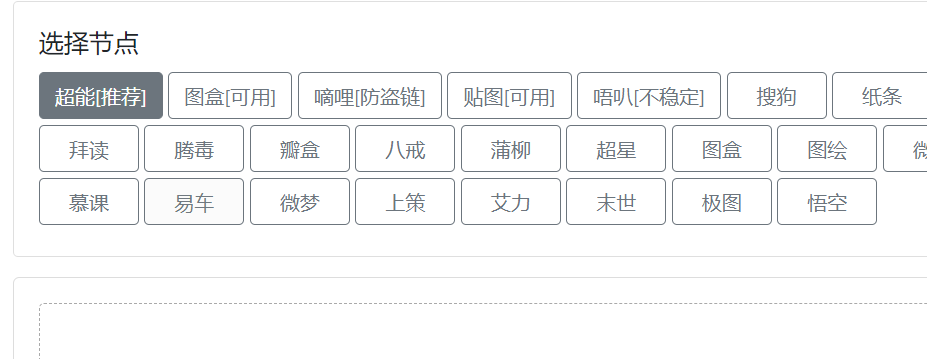 选择节点
超能[推荐] 图盒[可用] 嘀哩[防盗链] 贴图[可用] 唔叭[不稳定] 搜狗 纸条
拜读 腾毒 瓣盒 八戒 蒲柳 超星 图盒 图绘
慕课 易车 微梦 上策 艾力 末世 极图 悟空